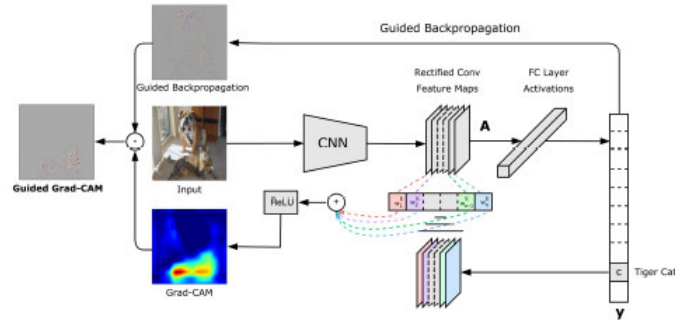 Guided Backpropagation
Guided Backpropagation
Rectified Conv
Feature Maps
FC Layer
Activations
CNN
A
Guided Grad-CAM
Input
ReLU
+
Grad-CAM
c
Tiger Cat
y